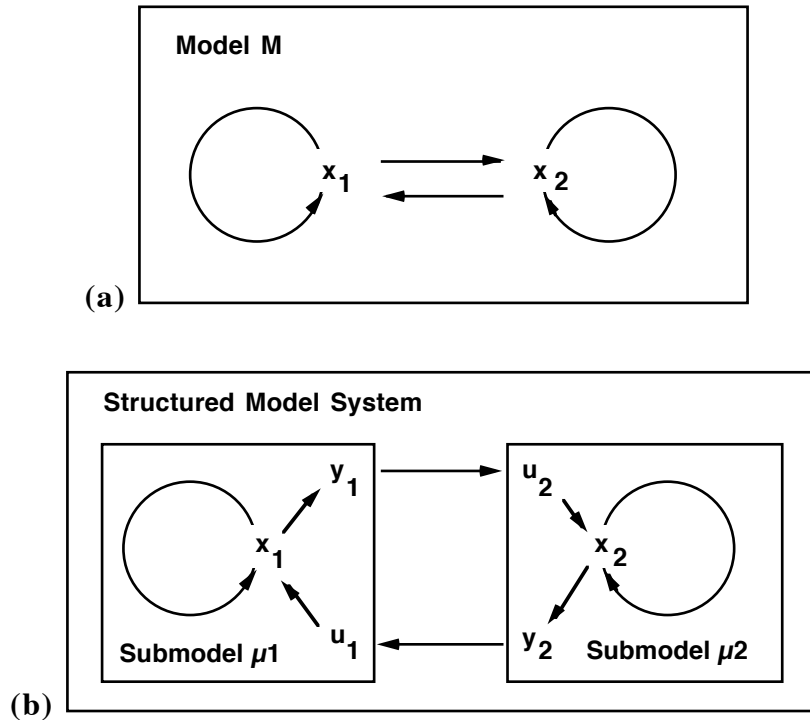 Model M
x1
x2
(a)
Structured Model System
y1
u2
x1
x2
u1
y2
Submodel μ1
Submodel μ2
(b)